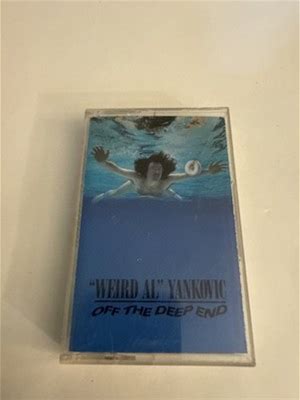 "WEIRD AL" YANKOVIC
OFF THE DEEP END